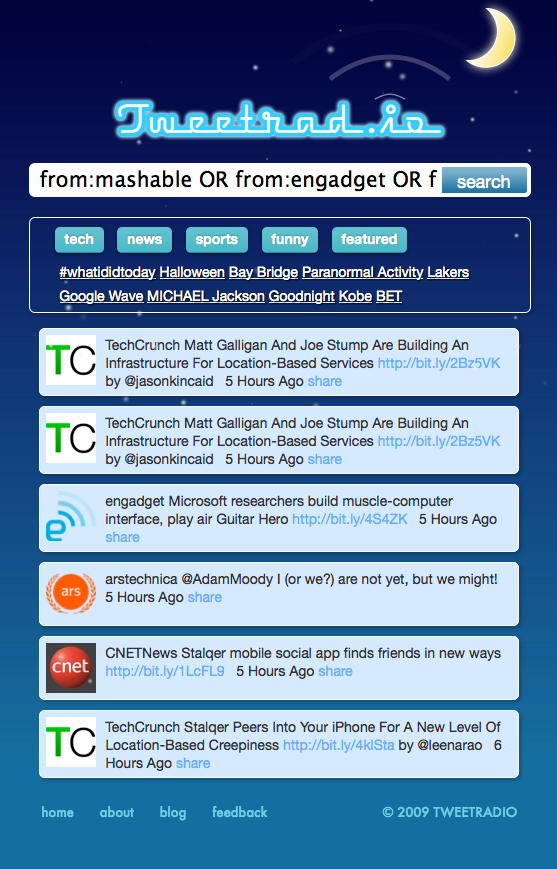 Tweetrad.io
from:mashable OR from:engadget OR f search
tech news sports funny featured
#whatididtoday Halloween Bay Bridge Paranormal Activity Lakers
Google Wave MICHAEL Jackson Goodnight Kobe BET
TC
TechCrunch Matt Galligan And Joe Stump Are Building An
Infrastructure For Location-Based Services http://bit.ly/2Bz5VK
by @jasonkincaid 5 Hours Ago share
TC
TechCrunch Matt Galligan And Joe Stump Are Building An
Infrastructure For Location-Based Services http://bit.ly/2Bz5VK
by @jasonkincaid 5 Hours Ago share
e
engadget Microsoft researchers build muscle-computer
interface, play air Guitar Hero http://bit.ly/4S4ZK 5 Hours Ago
share
ars
arstechnica @AdamMoody I (or we?) are not yet, but we might!
5 Hours Ago share
cnet
CNETNews Stalqer mobile social app finds friends in new ways
http://bit.ly/1LcFL9 5 Hours Ago share
TC
TechCrunch Stalqer Peers Into Your iPhone For A New Level Of
Location-Based Creepiness http://bit.ly/4klSta by @leenarao 6
Hours Ago share
home about blog feedback © 2009 TWEETRADIO